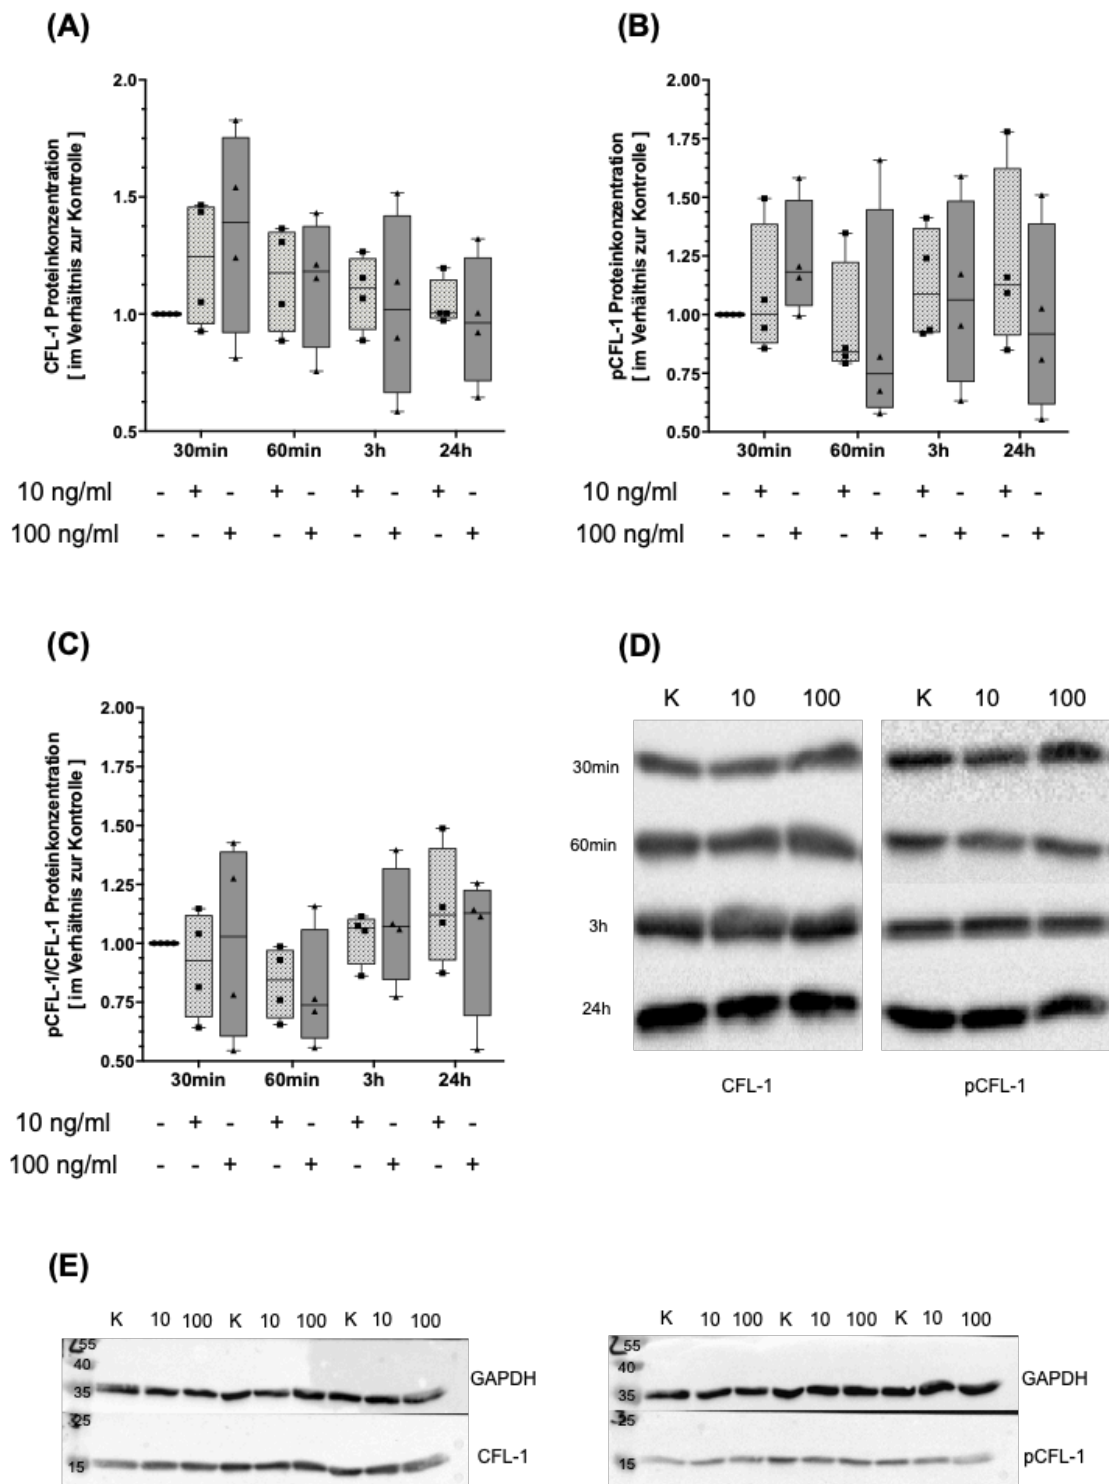 (A)
2.0
1.5
1.0
0.5
CFL-1 Proteinkonzentration
[ im Verhältnis zur Kontrolle ]
30min 60min 3h 24h
10 ng/ml - + - + - + - + -
100 ng/ml - - + - + - + - +
(B)
2.00
1.75
1.50
1.25
1.00
0.75
0.50
pCFL-1 Proteinkonzentration
[ im Verhältnis zur Kontrolle ]
30min 60min 3h 24h
10 ng/ml - + - + - + - + -
100 ng/ml - - + - + - + - +
(C)
2.00
1.75
1.50
1.25
1.00
0.75
0.50
pCFL-1/CFL-1 Proteinkonzentration
[ im Verhältnis zur Kontrolle ]
30min 60min 3h 24h
10 ng/ml - + - + - + - + -
100 ng/ml - - + - + - + - +
(D)
K 10 100 K 10 100
30min
60min
3h
24h
CFL-1 pCFL-1
(E)
K 10 100 K 10 100 K 10 100
55
40
35
25
15
GAPDH
CFL-1
K 10 100 K 10 100 K 10 100
55
40
35
25
15
GAPDH
pCFL-1